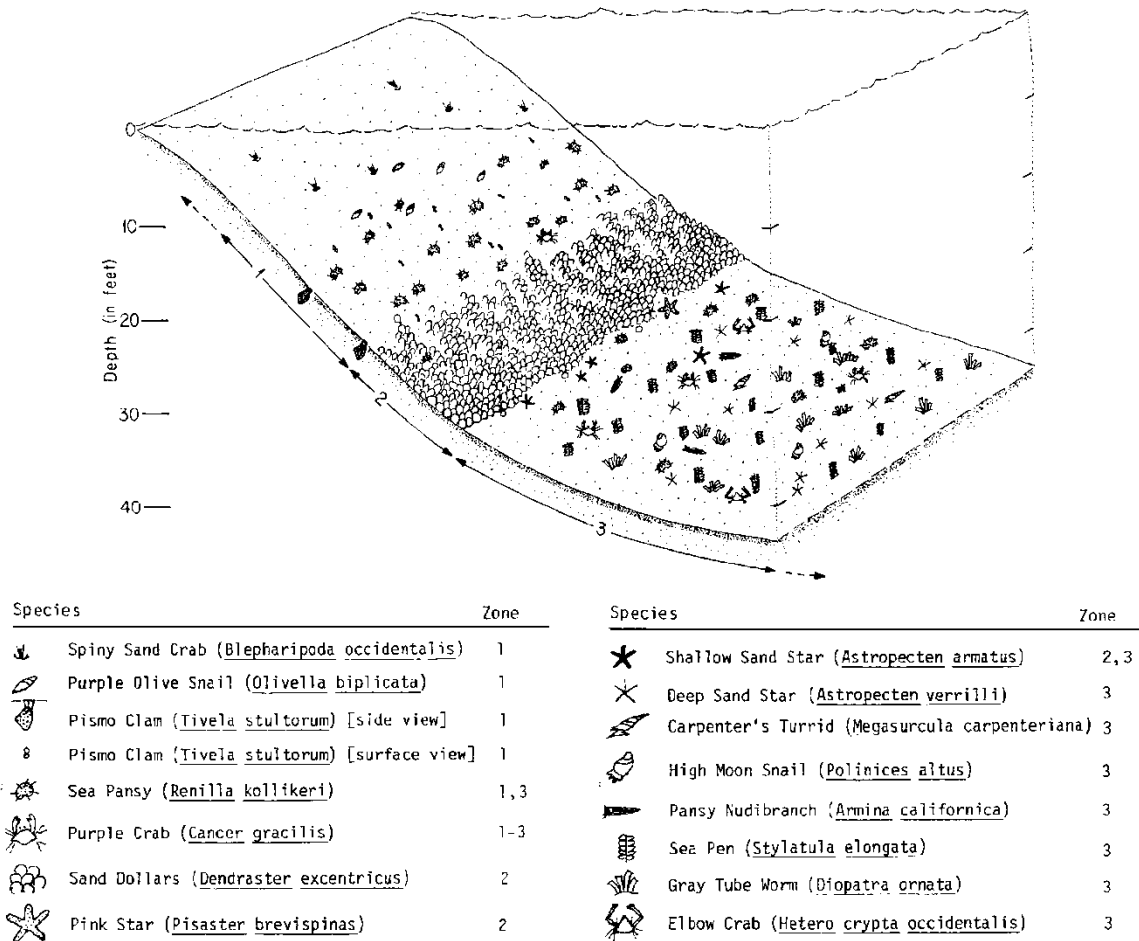 0
10
20
30
40
Depth (in feet)
1
2
3
Species Zone
Spiny Sand Crab (Blepharipoda occidentalis) 1
Purple Olive Snail (Olivella biplicata) 1
Pismo Clam (Tivela stultorum) [side view] 1
Pismo Clam (Tivela stultorum) [surface view] 1
Sea Pansy (Renilla kollikeri) 1,3
Purple Crab (Cancer gracilis) 1-3
Sand Dollars (Dendraster excentricus) 2
Pink Star (Pisaster brevispinas) 2
Species Zone
Shallow Sand Star (Astropecten armatus) 2,3
Deep Sand Star (Astropecten verrilli) 3
Carpenter's Turrid (Megasurcula carpenteriana) 3
High Moon Snail (Polinices altus) 3
Pansy Nudibranch (Armina californica) 3
Sea Pen (Stylatula elongata) 3
Gray Tube Worm (Diopatra ornata) 3
Elbow Crab (Hetero crypta occidentalis) 3